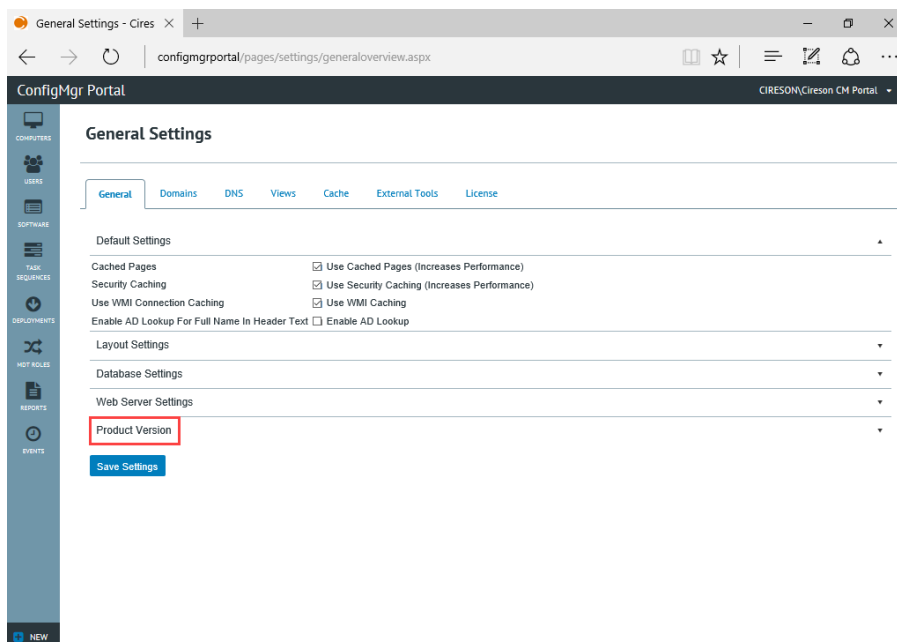 General Settings - Cires
configmgrportal/pages/settings/generaloverview.aspx
ConfigMgr Portal
CIRESON\Cireson CM Portal
COMPUTERS
USERS
SOFTWARE
TASK
SEQUENCES
DEPLOYMENTS
MDT ROLES
REPORTS
EVENTS
NEW
General Settings
General Domains DNS Views Cache External Tools License
Default Settings
Cached Pages Use Cached Pages (Increases Performance)
Security Caching Use Security Caching (Increases Performance)
Use WMI Connection Caching Use WMI Caching
Enable AD Lookup For Full Name In Header Text Enable AD Lookup
Layout Settings
Database Settings
Web Server Settings
Product Version
Save Settings